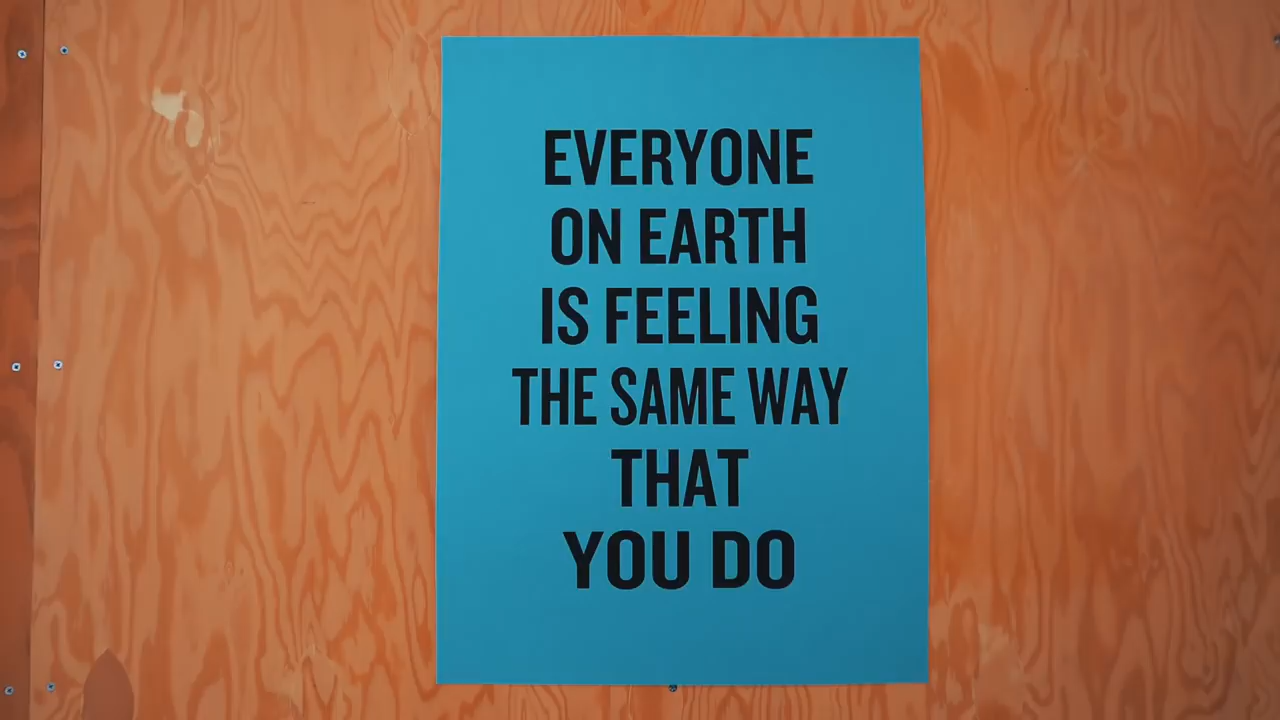 EVERYONE
ON EARTH
IS FEELING
THE SAME WAY
THAT
YOU DO